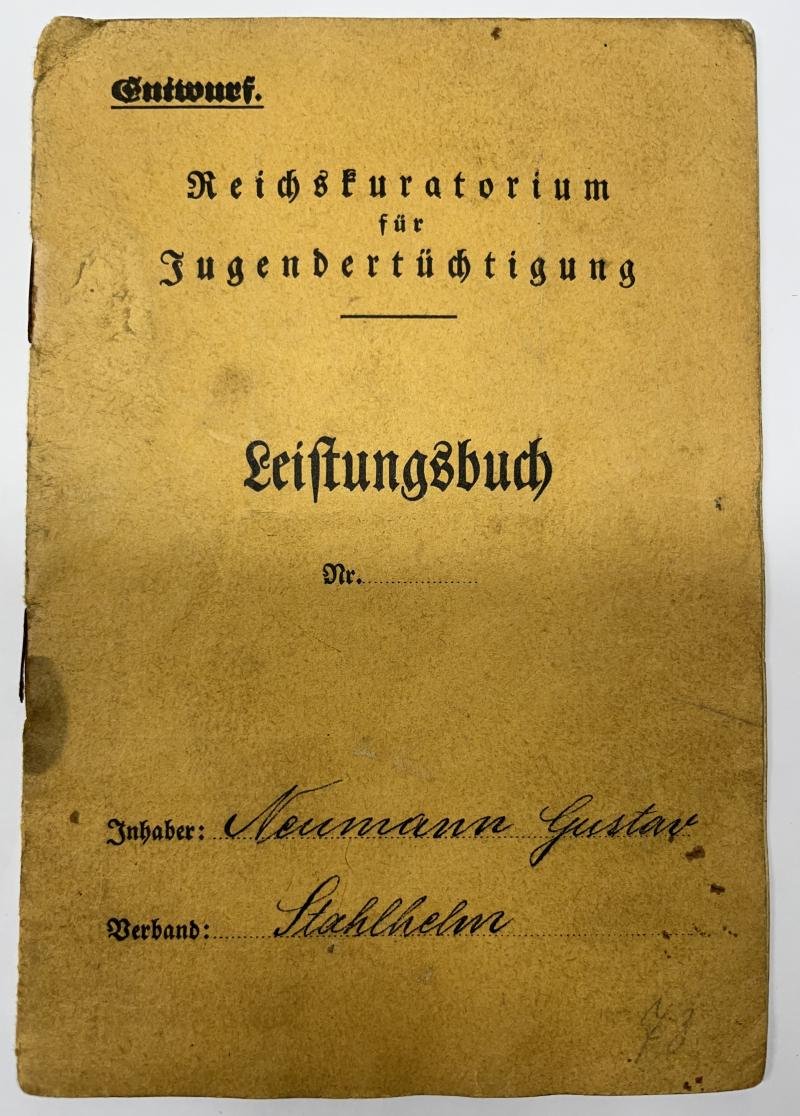 Entwurf.
Reichskuratorium
für
Jugendertüchtigung
Leiſtungsbuch
Nr.
Inhaber: Neumann Gustav
Verband: Stahlhelm